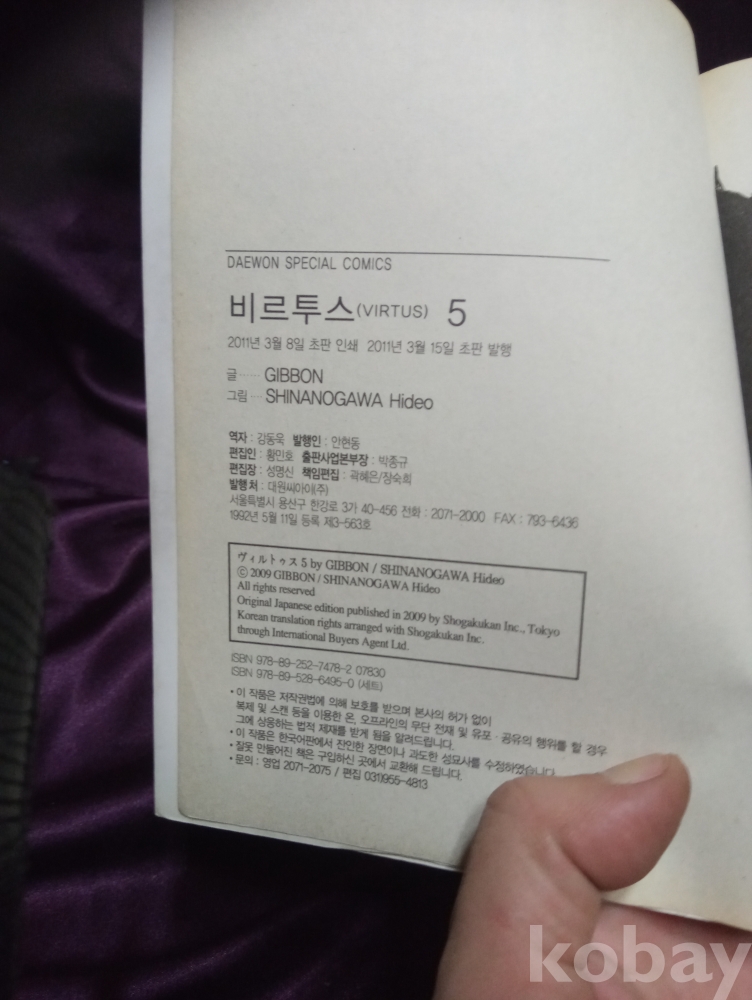 DAEWON SPECIAL COMICS
비르투스(VIRTUS) 5
2011년 3월 8일 초판 인쇄 2011년 3월 15일 초판 발행
글 ······ GIBBON
그림 ··· SHINANOGAWA Hideo
역자 : 김동욱 발행인 : 안현동
편집인 : 황민호 출판사업본부장 : 박종규
편집장 : 성명신 책임편집 : 곽혜은/장숙희
발행처 : 대원씨아이(주)
서울특별시 용산구 한강로 3가 40-456 전화 : 2071-2000 FAX : 793-6436
1992년 5월 11일 등록 제3-563호
ヴィルトゥス 5 by GIBBON / SHINANOGAWA Hideo
© 2009 GIBBON / SHINANOGAWA Hideo
All rights reserved
Original Japanese edition published in 2009 by Shogakukan Inc., Tokyo
Korean translation rights arranged with Shogakukan Inc.
through International Buyers Agent Ltd.
ISBN 978-89-252-7478-2 07830
ISBN 978-89-528-6495-0 (세트)
• 이 작품은 저작권법에 의해 보호를 받으며 본사의 허가 없이
복제 및 스캔 등을 이용한 온, 오프라인의 무단 전재 및 유포 · 공유의 행위를 할 경우
그에 상응하는 법적 제재를 받게 됨을 알려드립니다.
• 이 작품은 한국어판에서 잔인한 장면이나 과도한 성묘사를 수정하였습니다.
• 잘못 만들어진 책은 구입하신 곳에서 교환해 드립니다.
• 문의 : 영업 2071-2075 / 편집 031)955-4813
kobay